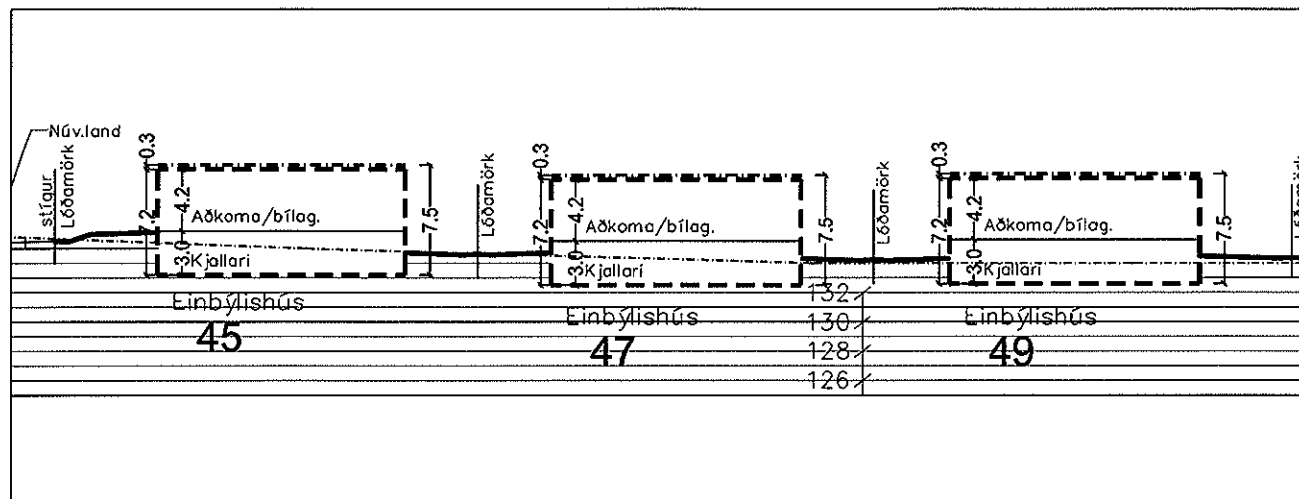 Núv.land
stígur
Lóðamörk
0.3
7.2
4.2
3.0
Aðkoma/bílag.
Kjallari
7.5
Einbýlishús
45
Lóðamörk
0.3
7.2
4.2
3.0
Aðkoma/bílag.
Kjallari
7.5
Einbýlishús
47
132
130
128
126
Lóðamörk
0.3
7.2
4.2
3.0
Aðkoma/bílag.
Kjallari
7.5
Einbýlishús
49